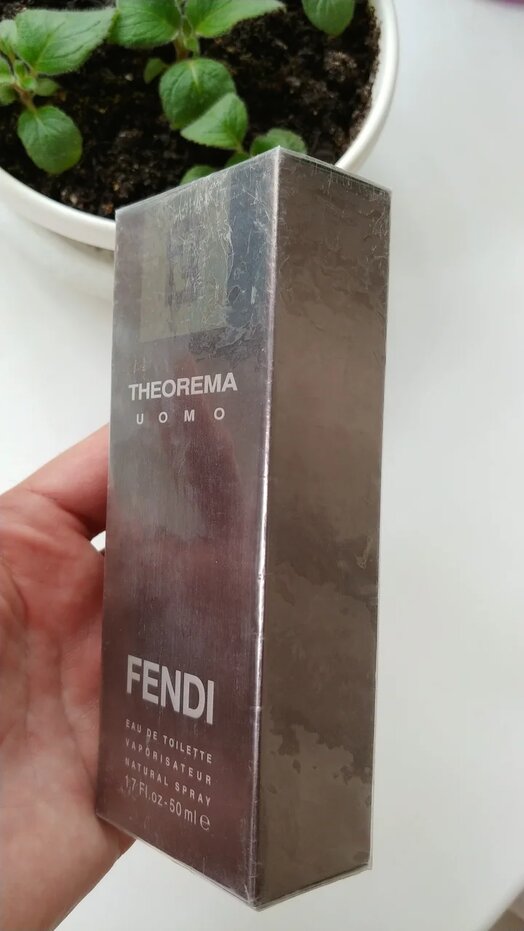 THEOREMA
UOMO
FENDI
EAU DE TOILETTE
VAPORISATEUR
NATURAL SPRAY
1.7 Fl.oz-50 ml ℮